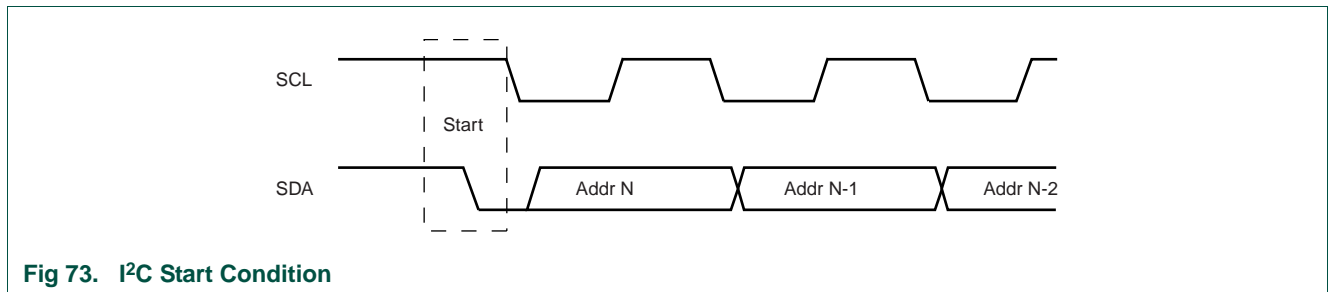 SCL
Start
SDA
Addr N
Addr N-1
Addr N-2
Fig 73. I²C Start Condition